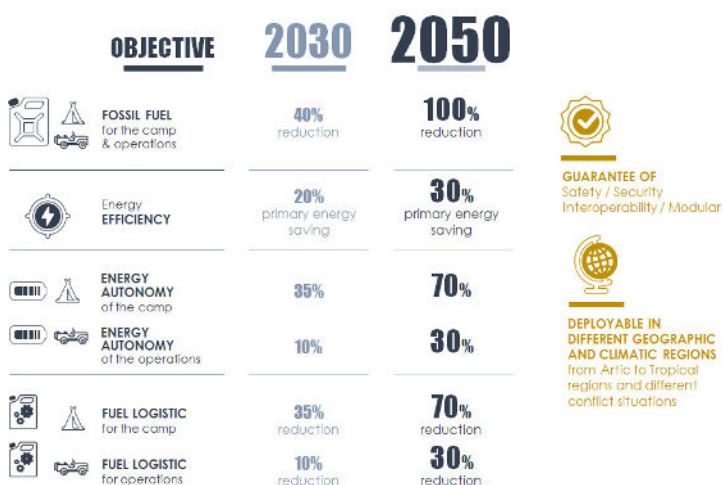 OBJECTIVE 2030 2050
FOSSIL FUEL
for the camp
& operations
40%
reduction
100%
reduction
Energy
EFFICIENCY
20%
primary energy
saving
30%
primary energy
saving
ENERGY
AUTONOMY
of the camp
35%
70%
ENERGY
AUTONOMY
of the operations
10%
30%
FUEL LOGISTIC
for the camp
35%
reduction
70%
reduction
FUEL LOGISTIC
for operations
10%
reduction
30%
reduction
GUARANTEE OF
Safety / Security
Interoperability / Modular
DEPLOYABLE IN
DIFFERENT GEOGRAPHIC
AND CLIMATIC REGIONS
from Artic to Tropical
regions and different
conflict situations